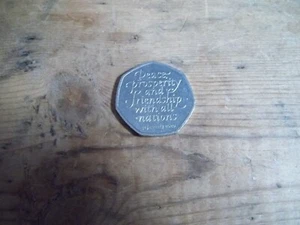 Peace,
prosperity
and
friendship
with all
nations